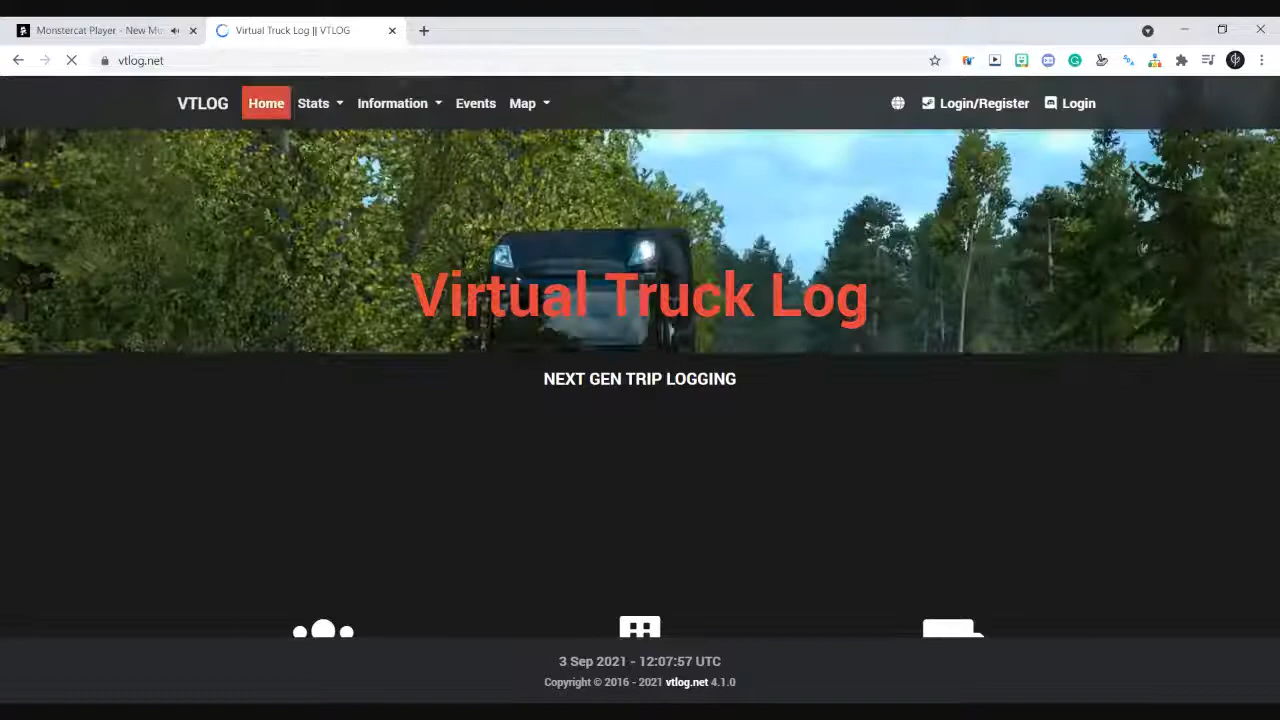 Monstercat Player - New Mu
Virtual Truck Log || VTLOG
vtlog.net
VTLOG
Home
Stats
Information
Events
Map
Login/Register
Login
Virtual Truck Log
NEXT GEN TRIP LOGGING
3 Sep 2021 - 12:07:57 UTC
Copyright © 2016 - 2021 vtlog.net 4.1.0